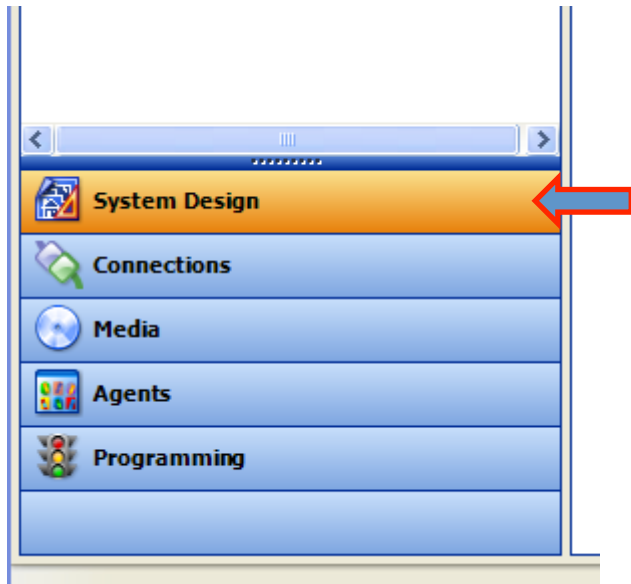 System Design
Connections
Media
Agents
Programming